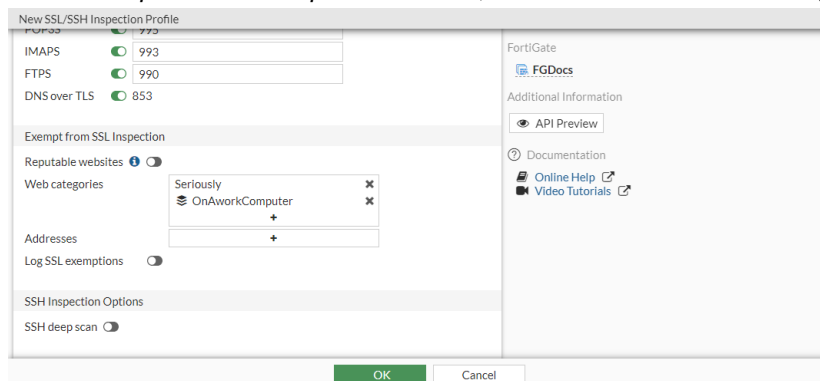 New SSL/SSH Inspection Profile
POP3S 995
IMAPS 993
FTPS 990
DNS over TLS 853
Exempt from SSL Inspection
Reputable websites
Web categories Seriously
OnAworkComputer
+
Addresses +
Log SSL exemptions
SSH Inspection Options
SSH deep scan
FortiGate
FGDocs
Additional Information
API Preview
Documentation
Online Help
Video Tutorials
OK Cancel